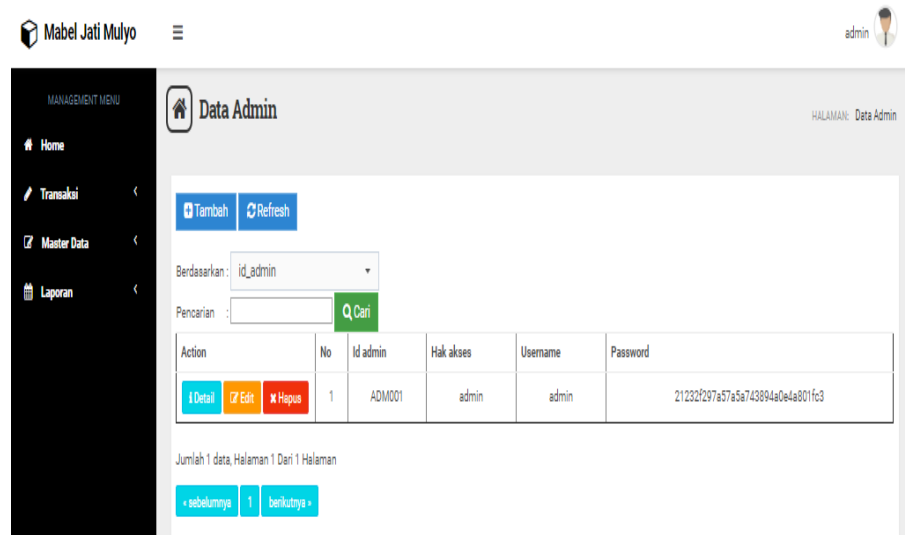 Mabel Jati Mulyo
admin
MANAGEMENT MENU
Home
Transaksi
Master Data
Laporan
Data Admin
HALAMAN: Data Admin
Tambah Refresh
Berdasarkan : id_admin
Pencarian : Cari
Action No Id admin Hak akses Username Password
Detail Edit Hapus 1 ADM001 admin admin 21232f297a57a5a743894a0e4a801fc3
Jumlah 1 data, Halaman 1 Dari 1 Halaman
« sebelumnya 1 berikutnya »